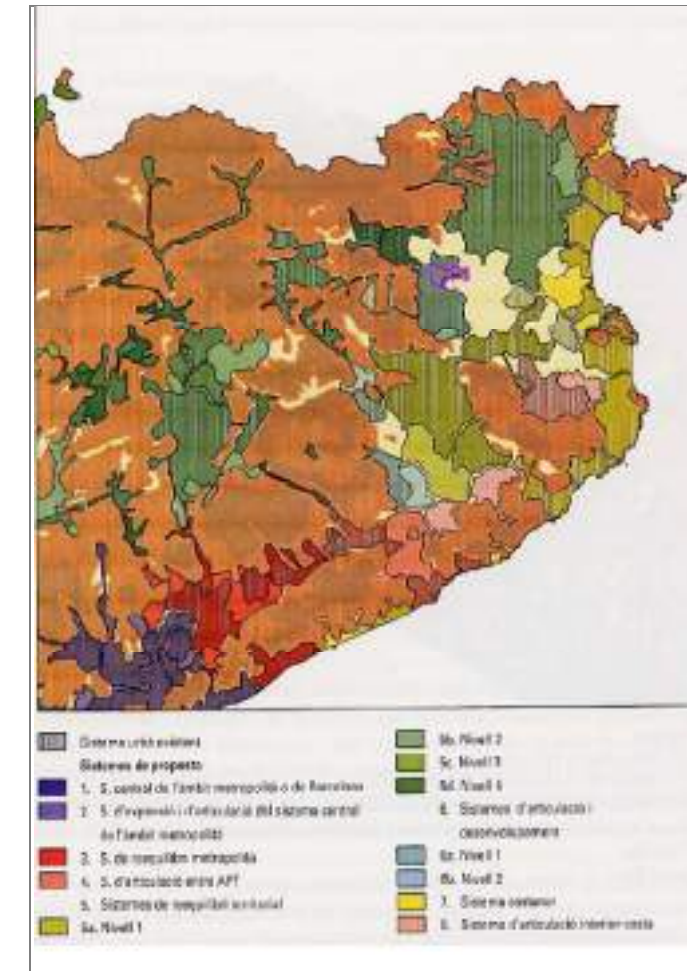 Sistema urbà existent
Sistemes de proposta
1. S. central de l'àmbit metropolità o de Barcelona
2. S. d'expansió i d'articulació del sistema central
de l'àmbit metropolità
3. S. de reequilibri metropolità
4. S. d'articulació entre APT
5. Sistemes de reequilibri territorial
5a. Nivell 1
5b. Nivell 2
5c. Nivell 3
5d. Nivell 4
6. Sistemes d'articulació i
desenvolupament
6a. Nivell 1
6b. Nivell 2
7. Sistema costaner
8. Sistema d'articulació interior-costa